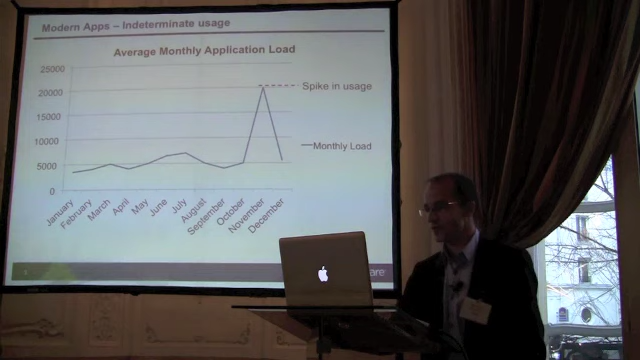 Modern Apps – Indeterminate usage
Average Monthly Application Load
25000
20000
15000
10000
5000
0
Spike in usage
Monthly Load
January
February
March
April
May
June
July
August
September
October
November
December